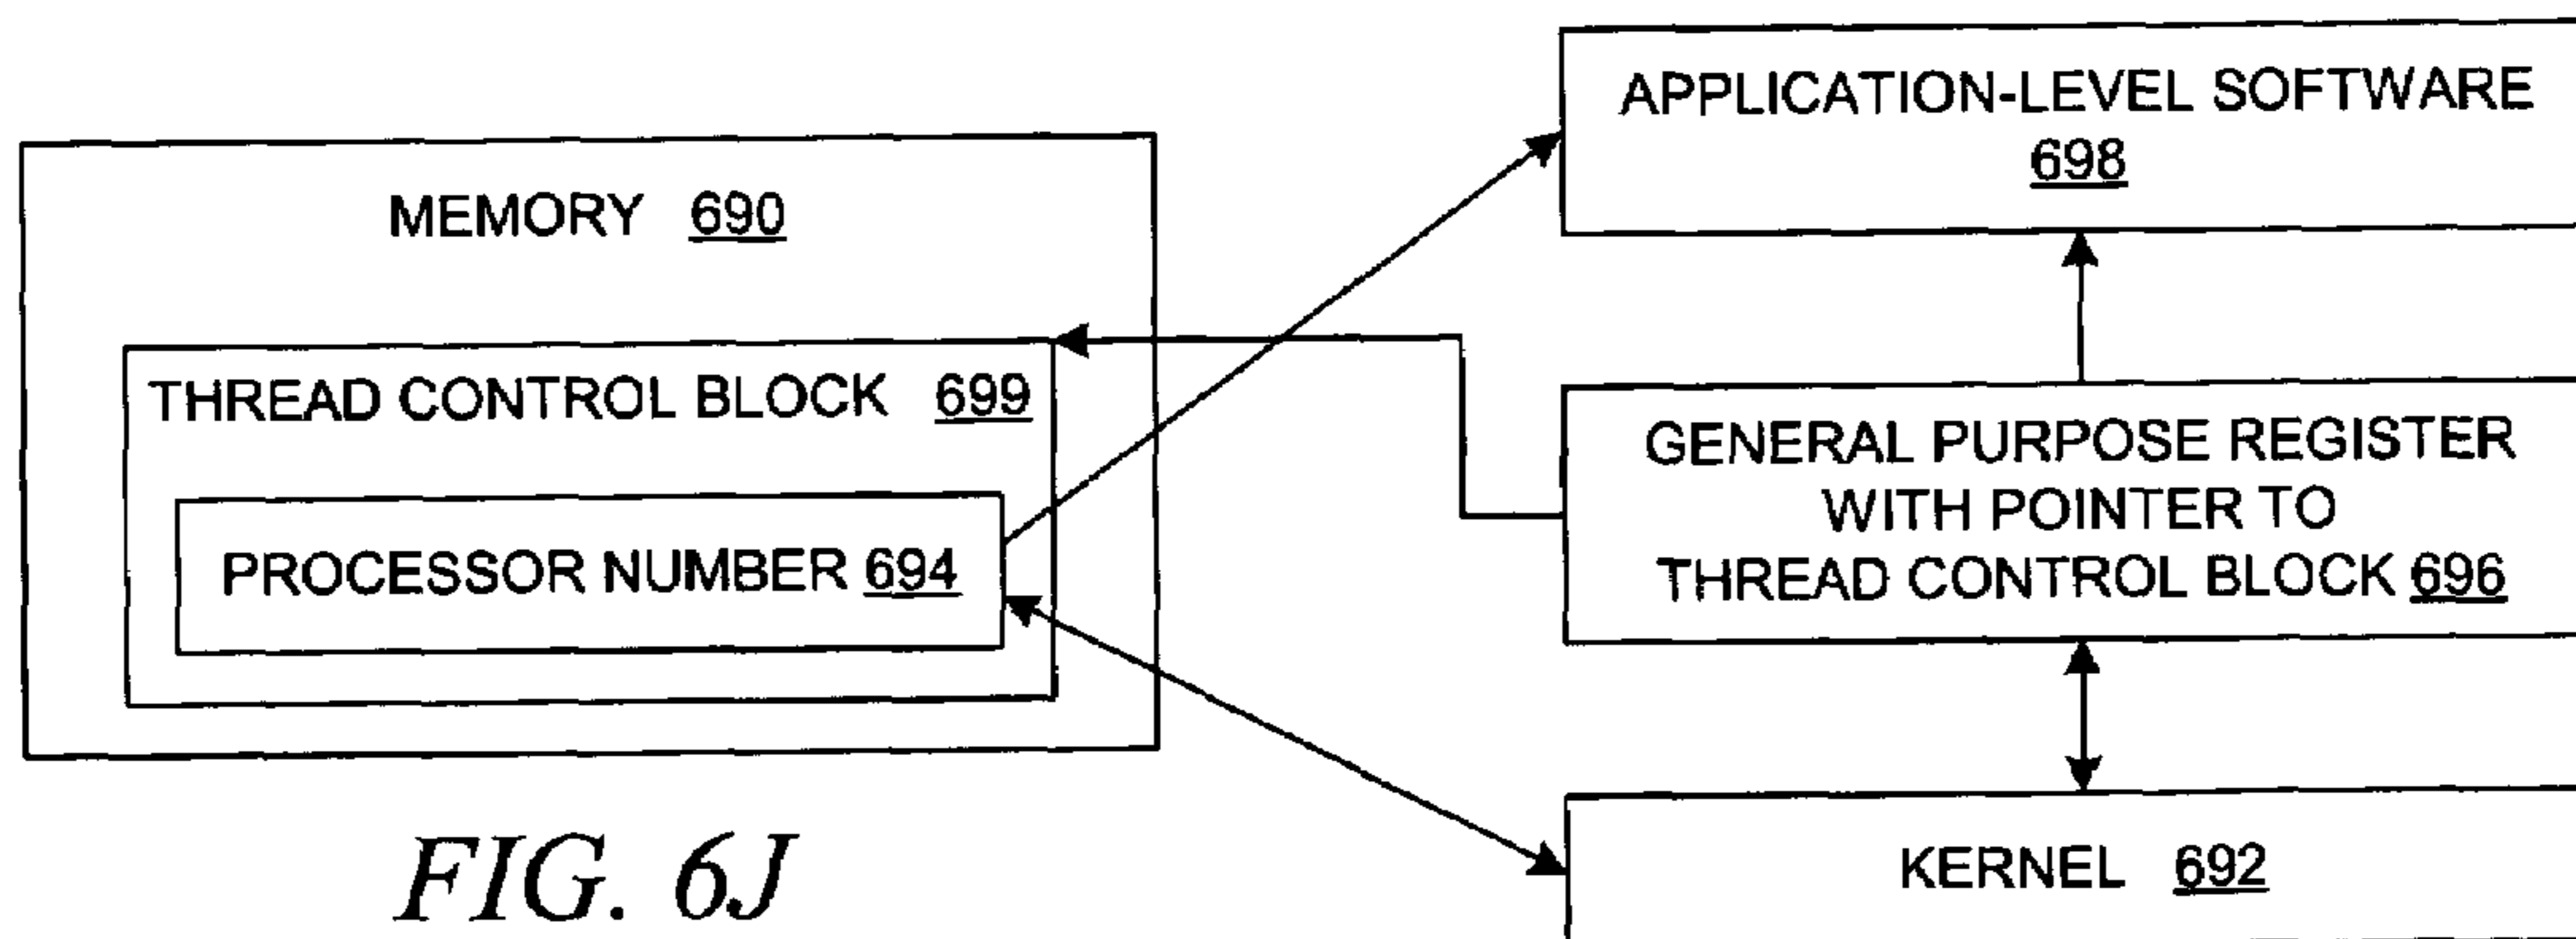 MEMORY 690
THREAD CONTROL BLOCK 699
PROCESSOR NUMBER 694
APPLICATION-LEVEL SOFTWARE
698
GENERAL PURPOSE REGISTER
WITH POINTER TO
THREAD CONTROL BLOCK 696
KERNEL 692
FIG. 6J